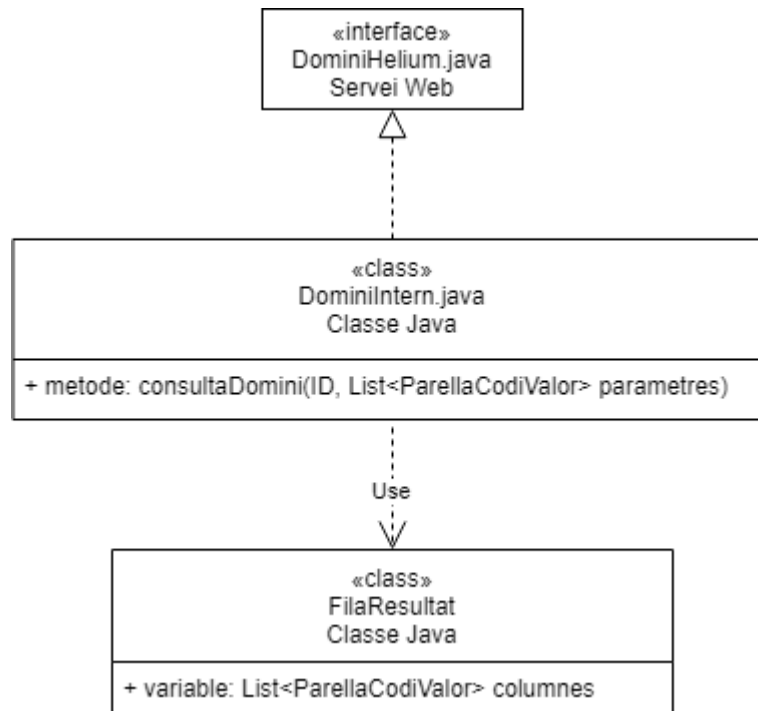 «interface»
DominiHelium.java
Servei Web
«class»
DominiIntern.java
Classe Java
+ metode: consultaDomini(ID, List<ParellaCodiValor> parametres)
Use
«class»
FilaResultat
Classe Java
+ variable: List<ParellaCodiValor> columnes